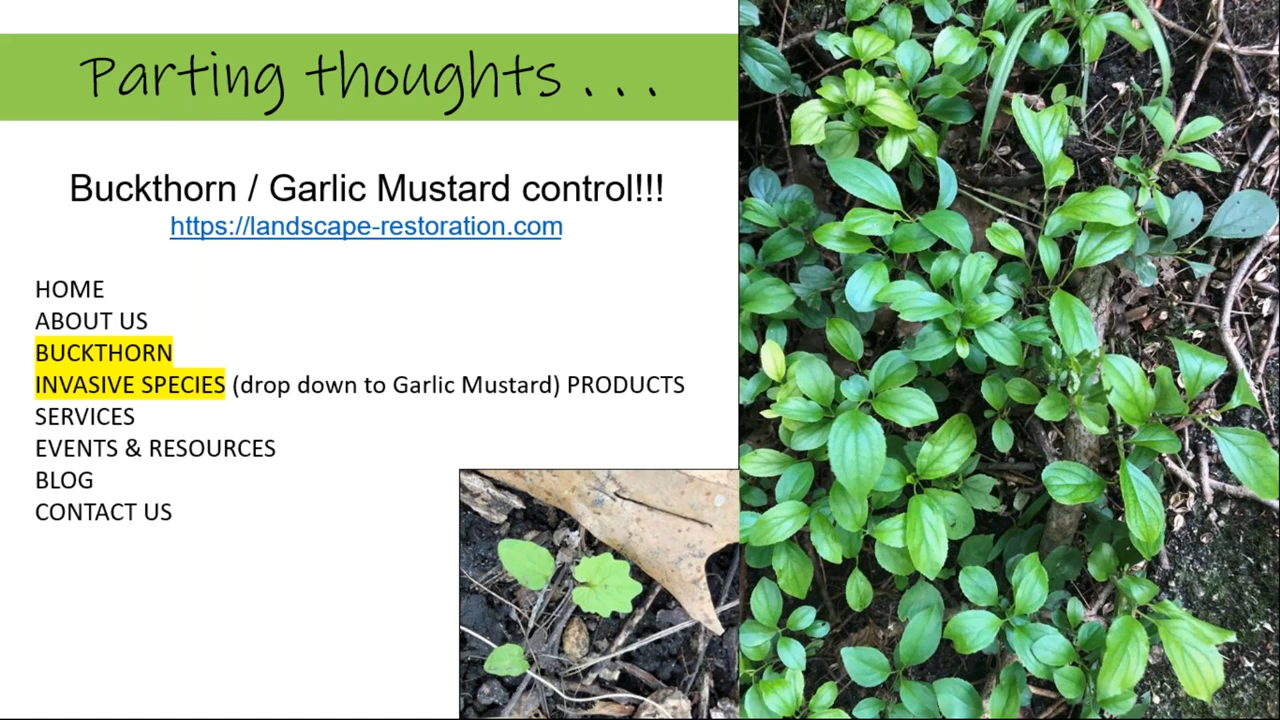 Parting thoughts . . .
Buckthorn / Garlic Mustard control!!!
https://landscape-restoration.com
HOME
ABOUT US
BUCKTHORN
INVASIVE SPECIES (drop down to Garlic Mustard) PRODUCTS
SERVICES
EVENTS & RESOURCES
BLOG
CONTACT US